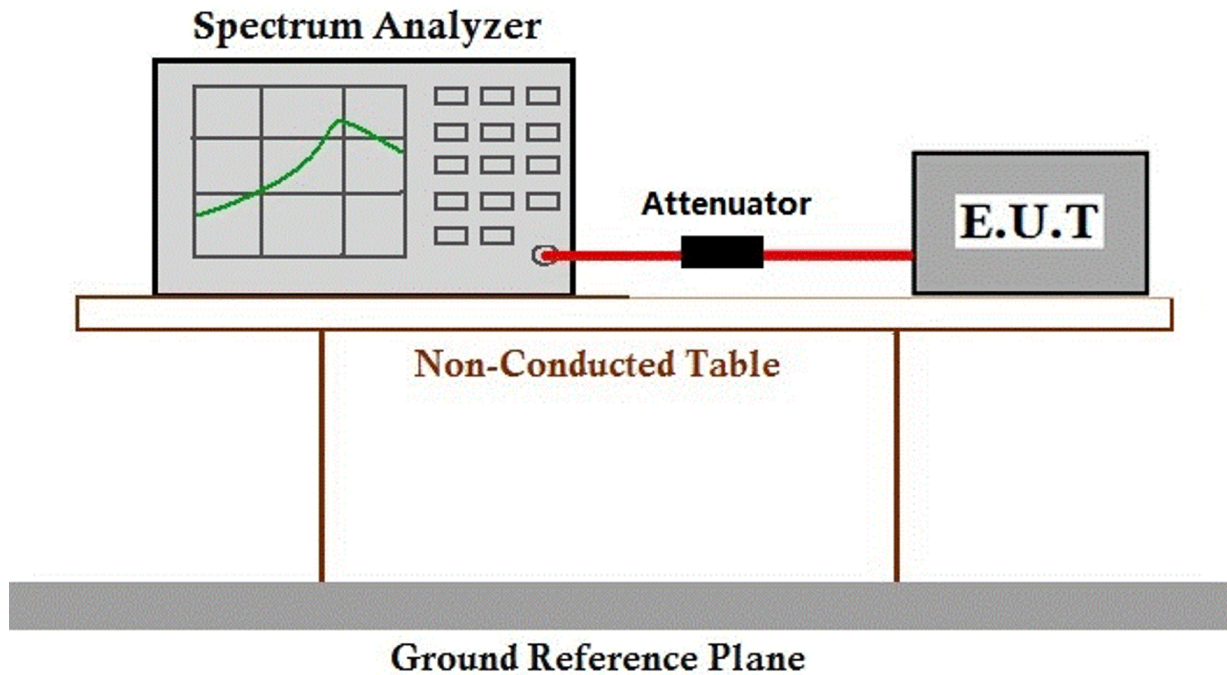 Spectrum Analyzer
Attenuator
E.U.T
Non-Conducted Table
Ground Reference Plane